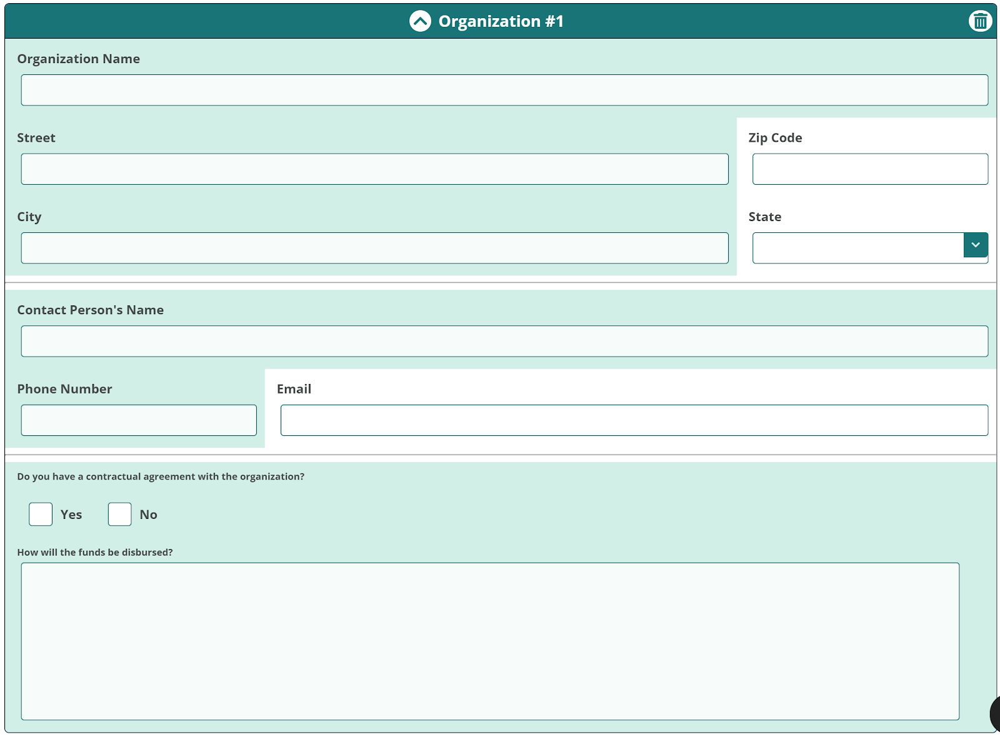 Organization #1
Organization Name
Street
Zip Code
City
State
Contact Person's Name
Phone Number
Email
Do you have a contractual agreement with the organization?
Yes
No
How will the funds be disbursed?